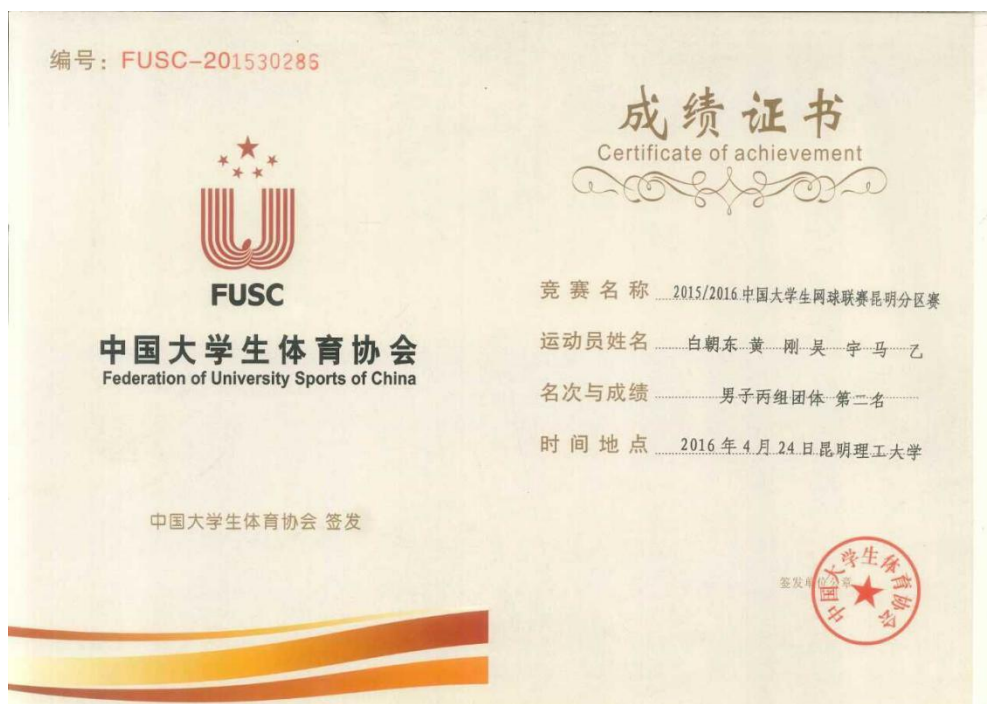 编号：FUSC-201530286
FUSC
中国大学生体育协会
Federation of University Sports of China
中国大学生体育协会 签发
成绩证书
Certificate of achievement
竞赛名称 2015/2016中国大学生网球联赛昆明分区赛
运动员姓名 白朝东 黄 刚 吴 宇 马 乙
名次与成绩 男子丙组团体 第二名
时间地点 2016年4月24日昆明理工大学
签发单位公章
中国大学生体育协会